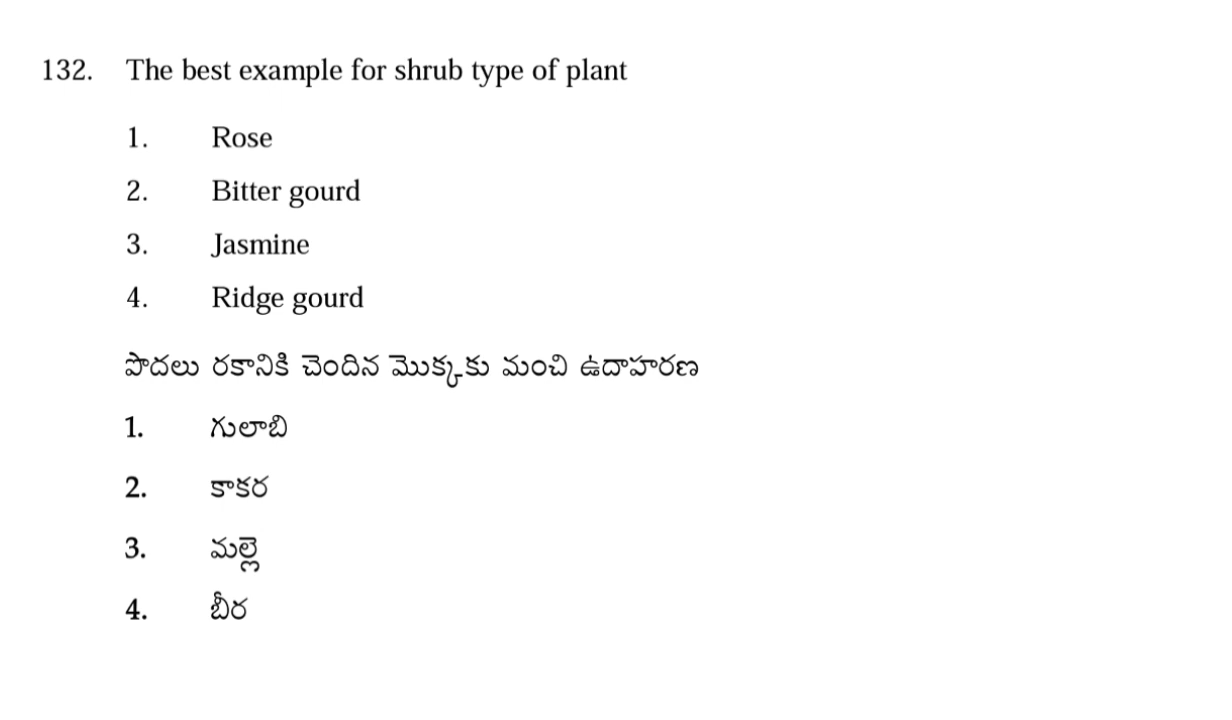 132. The best example for shrub type of plant
1. Rose
2. Bitter gourd
3. Jasmine
4. Ridge gourd
పొదలు రకానికి చెందిన మొక్కకు మంచి ఉదాహరణ
1. గులాబి
2. కాకర
3. మల్లె
4. బీర